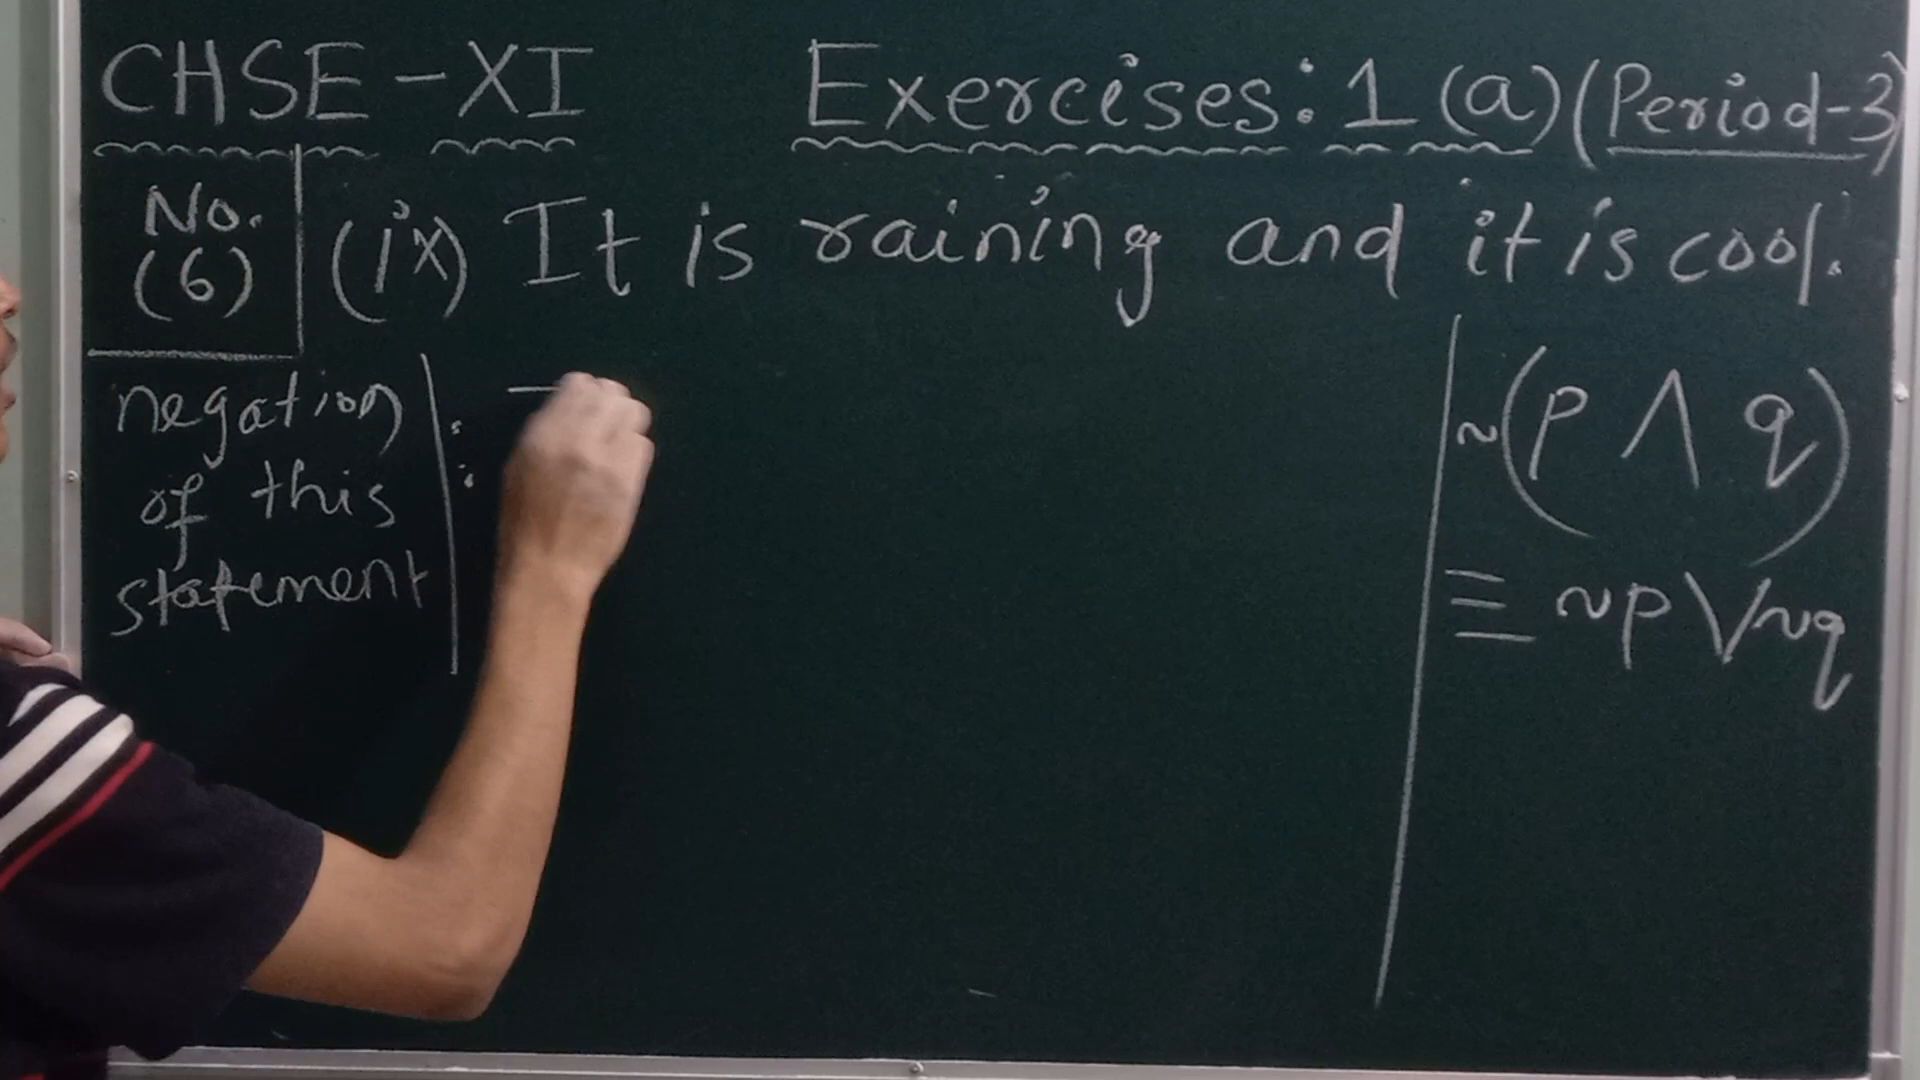 CHSE-XI Exercises: 1 (a) (Period-3)
No. (6)
(ix) It is raining and it is cool.
negation
of this
statement
:
~(p ∧ q)
≡ ~p ∨ ~q